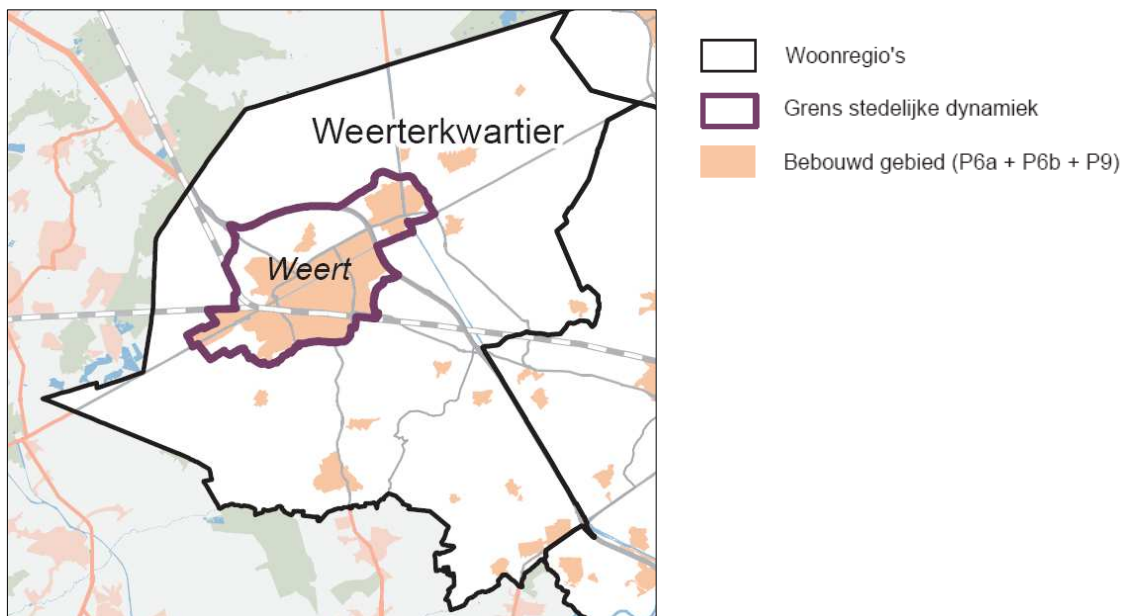 Weerterkwartier
Weert
Woonregio's
Grens stedelijke dynamiek
Bebouwd gebied (P6a + P6b + P9)